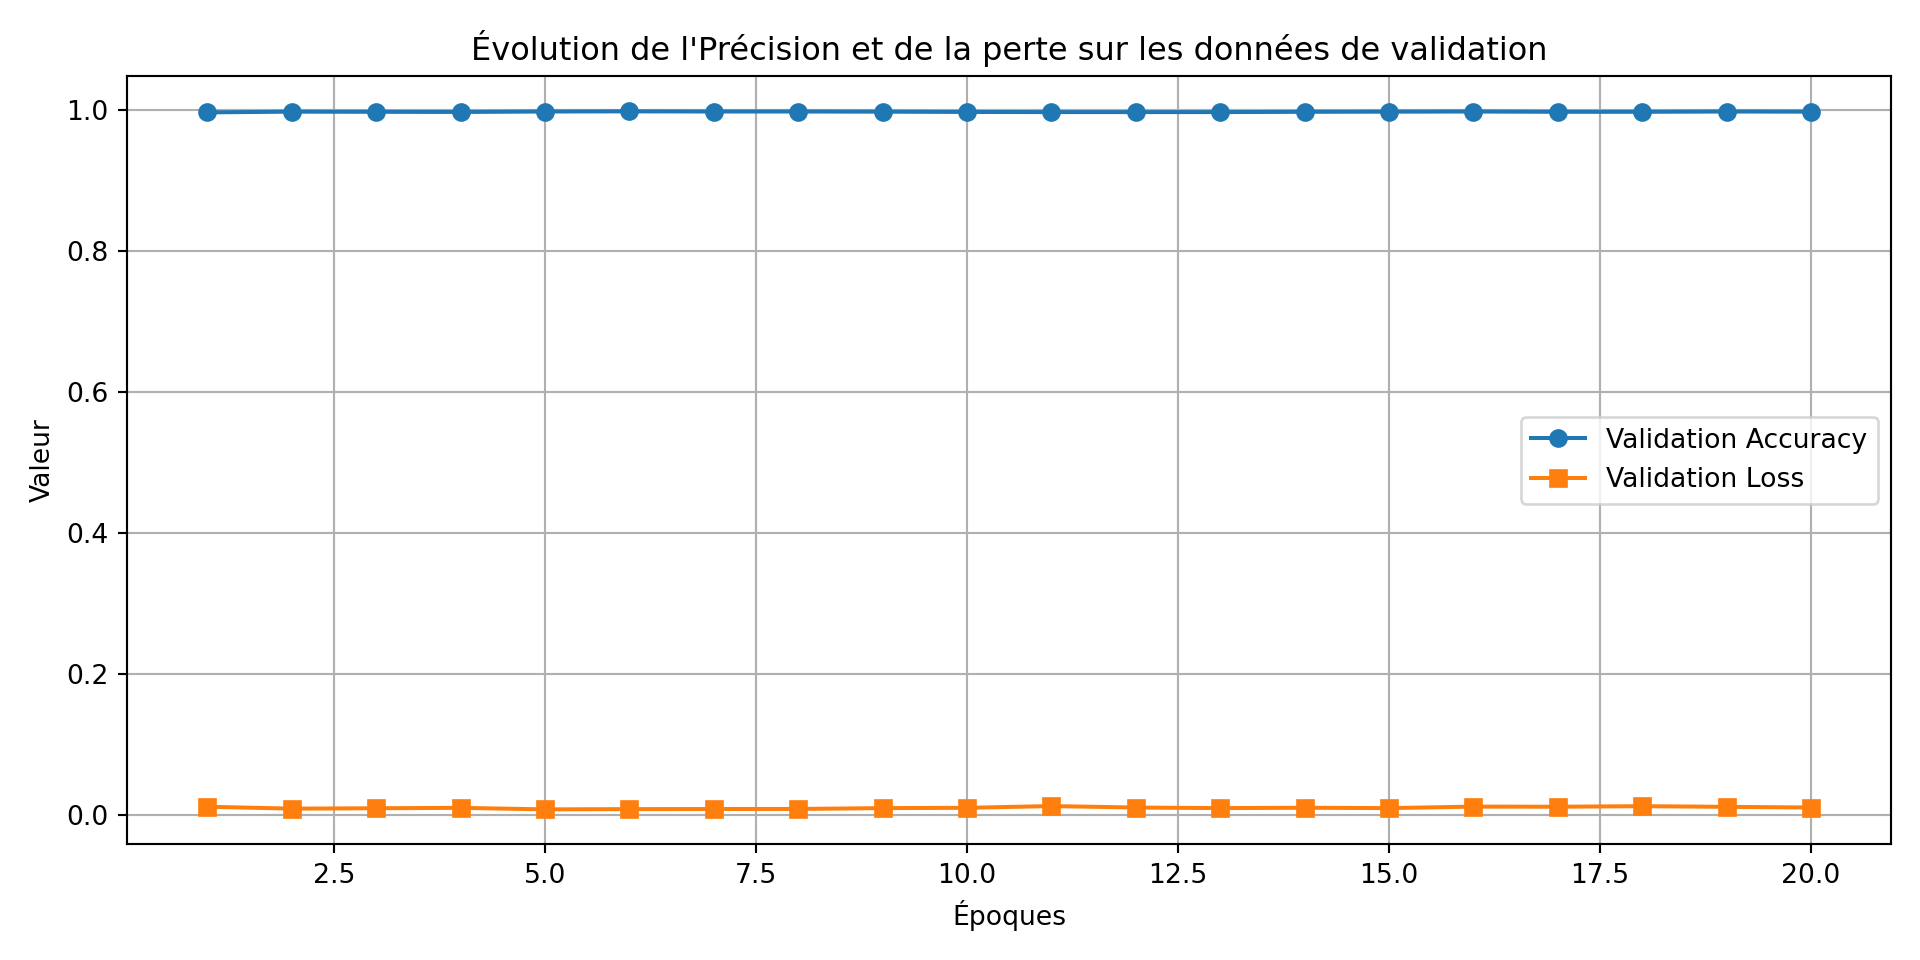 Évolution de l'Précision et de la perte sur les données de validation
1.0
0.8
0.6
0.4
0.2
0.0
Valeur
Validation Accuracy
Validation Loss
2.5 5.0 7.5 10.0 12.5 15.0 17.5 20.0
Époques